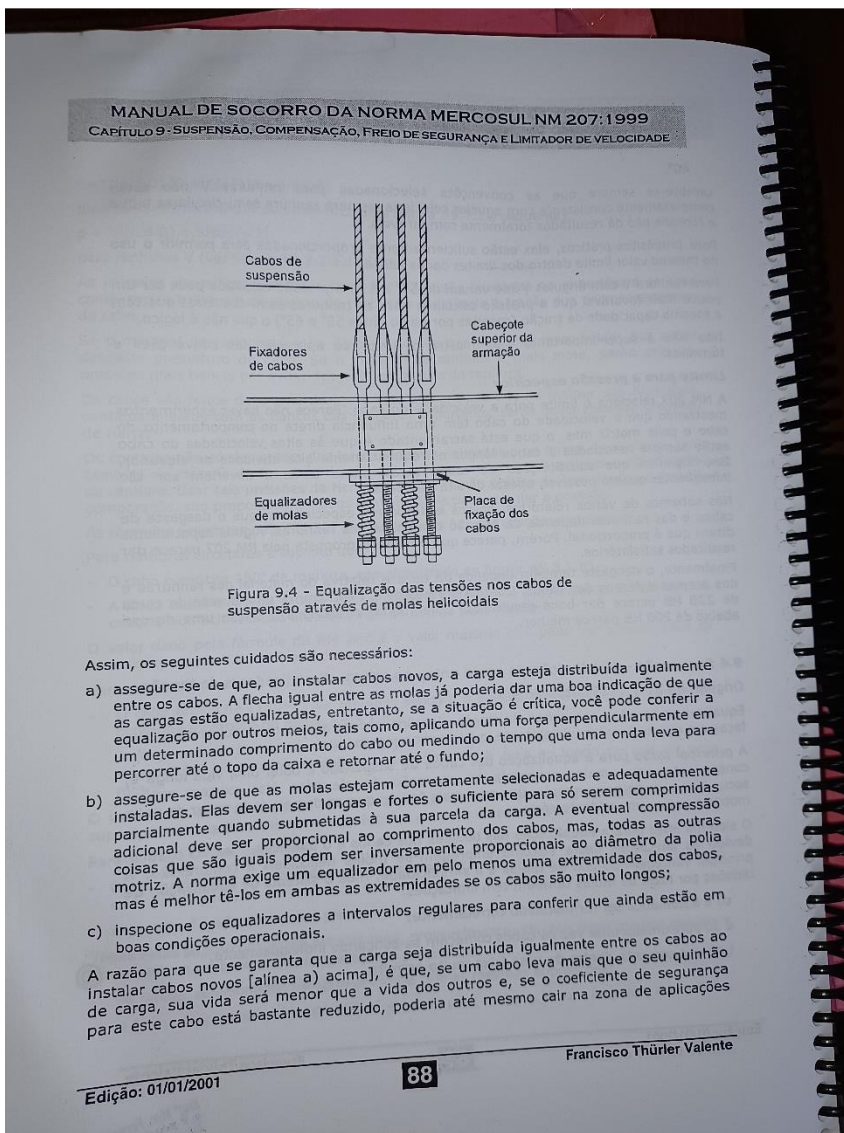 MANUAL DE SOCORRO DA NORMA MERCOSUL NM 207:1999
CAPÍTULO 9 - SUSPENSÃO, COMPENSAÇÃO, FREIO DE SEGURANÇA E LIMITADOR DE VELOCIDADE
Cabos de
suspensão
Cabeçote
superior da
armação
Fixadores
de cabos
Equalizadores
de molas
Placa de
fixação dos
cabos
Figura 9.4 - Equalização das tensões nos cabos de
suspensão através de molas helicoidais
Assim, os seguintes cuidados são necessários:
a) assegure-se de que, ao instalar cabos novos, a carga esteja distribuída igualmente
entre os cabos. A flecha igual entre as molas já poderia dar uma boa indicação de que
as cargas estão equalizadas, entretanto, se a situação é crítica, você pode conferir a
equalização por outros meios, tais como, aplicando uma força perpendicularmente em
um determinado comprimento do cabo ou medindo o tempo que uma onda leva para
percorrer até o topo da caixa e retornar até o fundo;
b) assegure-se de que as molas estejam corretamente selecionadas e adequadamente
instaladas. Elas devem ser longas e fortes o suficiente para só serem comprimidas
parcialmente quando submetidas à sua parcela da carga. A eventual compressão
adicional deve ser proporcional ao comprimento dos cabos, mas, todas as outras
coisas que são iguais podem ser inversamente proporcionais ao diâmetro da polia
motriz. A norma exige um equalizador em pelo menos uma extremidade dos cabos,
mas é melhor tê-los em ambas as extremidades se os cabos são muito longos;
c) inspecione os equalizadores a intervalos regulares para conferir que ainda estão em
boas condições operacionais.
A razão para que se garanta que a carga seja distribuída igualmente entre os cabos ao
instalar cabos novos [alínea a) acima], é que, se um cabo leva mais que o seu quinhão
de carga, sua vida será menor que a vida dos outros e, se o coeficiente de segurança
para este cabo está bastante reduzido, poderia até mesmo cair na zona de aplicações
Edição: 01/01/2001
88
Francisco Thürler Valente